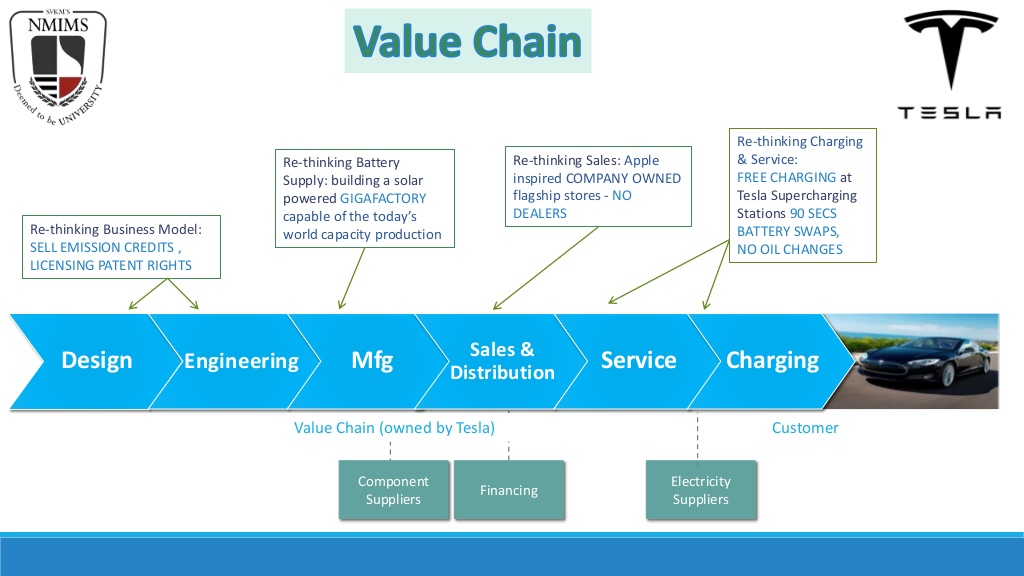 SVKM'S
NMIMS
Deemed to be UNIVERSITY
Value Chain
TESLA
Re-thinking Business Model:
SELL EMISSION CREDITS ,
LICENSING PATENT RIGHTS
Re-thinking Battery
Supply: building a solar
powered GIGAFACTORY
capable of the today's
world capacity production
Re-thinking Sales: Apple
inspired COMPANY OWNED
flagship stores - NO
DEALERS
Re-thinking Charging
& Service:
FREE CHARGING at
Tesla Supercharging
Stations 90 SECS
BATTERY SWAPS,
NO OIL CHANGES
Design
Engineering
Mfg
Sales &
Distribution
Service
Charging
Value Chain (owned by Tesla)
Customer
Component
Suppliers
Financing
Electricity
Suppliers